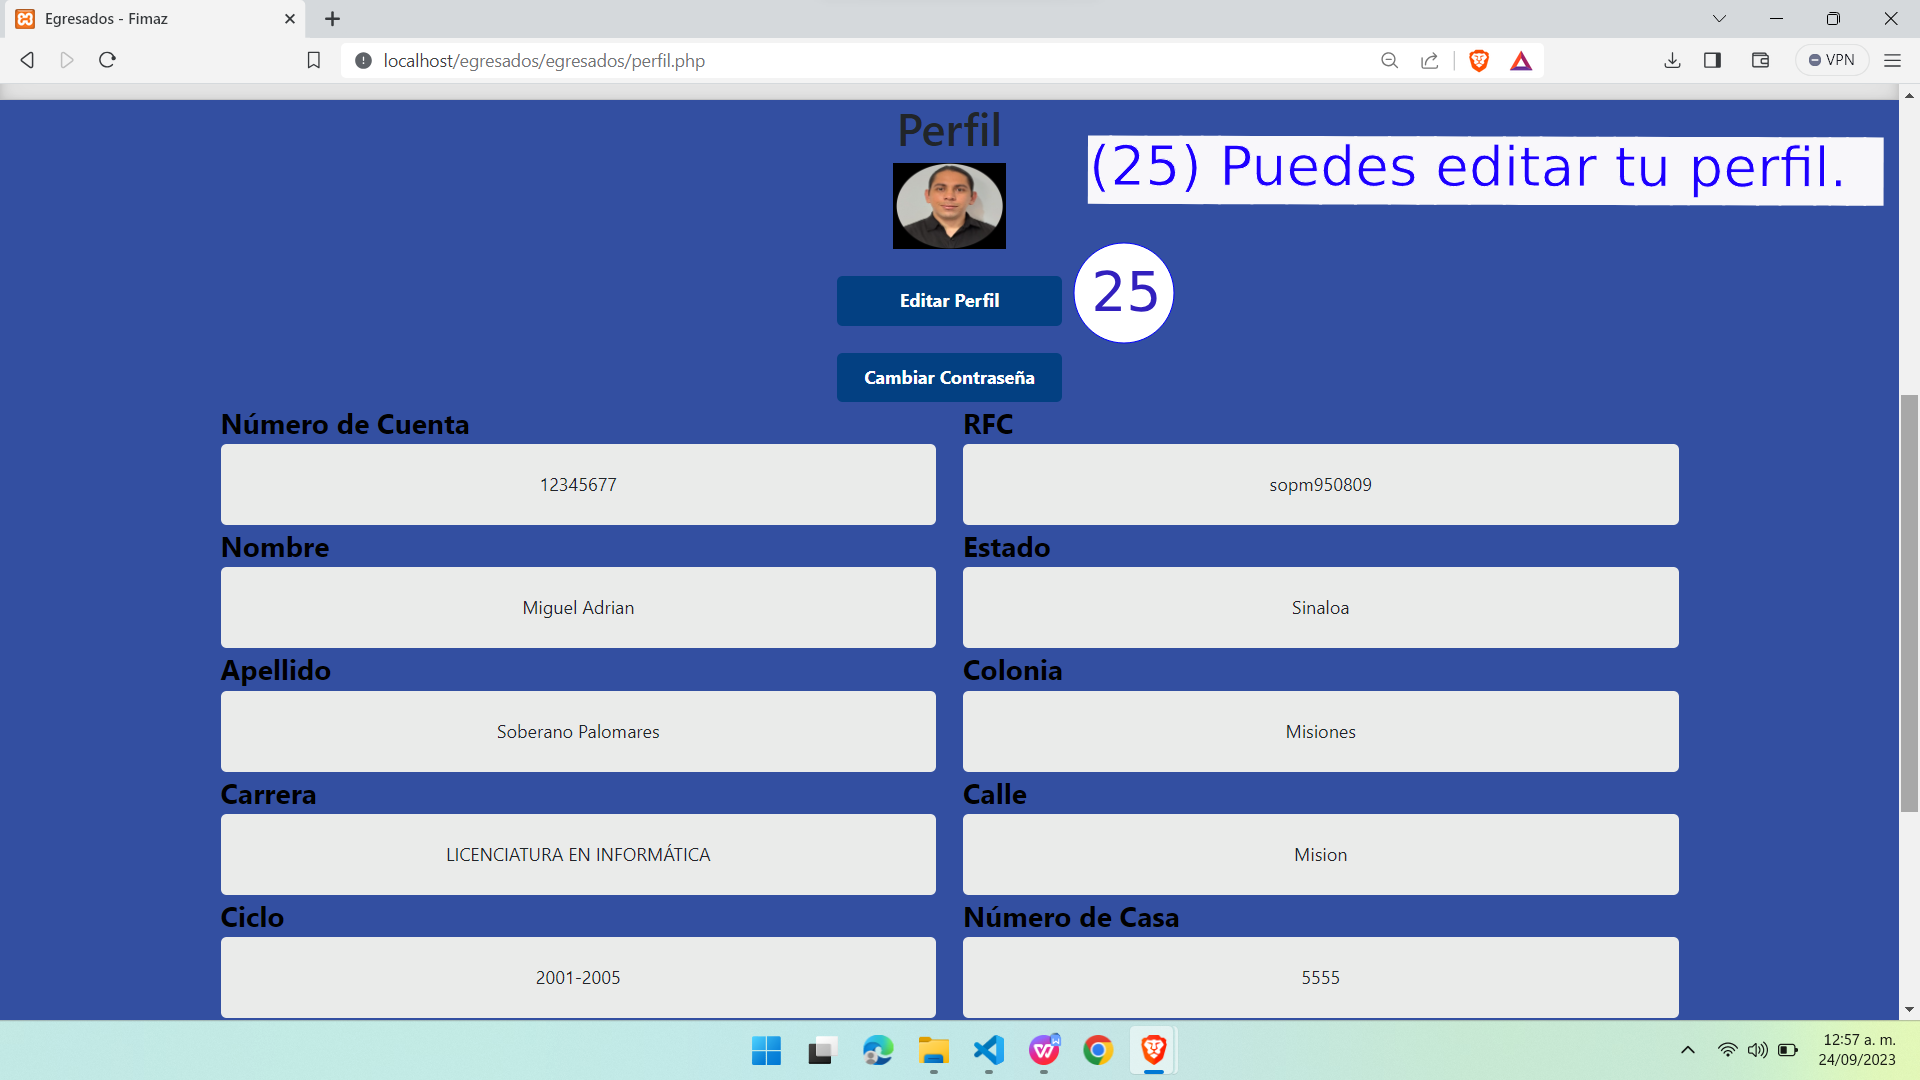 Egresados - Fimaz
localhost/egresados/egresados/perfil.php
VPN
Perfil
(25) Puedes editar tu perfil.
Editar Perfil
25
Cambiar Contraseña
Número de Cuenta
RFC
12345677
sopm950809
Nombre
Estado
Miguel Adrian
Sinaloa
Apellido
Colonia
Soberano Palomares
Misiones
Carrera
Calle
LICENCIATURA EN INFORMÁTICA
Mision
Ciclo
Número de Casa
2001-2005
5555
12:57 a. m.
24/09/2023